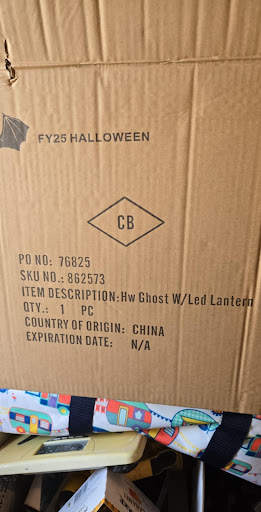 FY25 HALLOWEEN
CB
PO NO: 76825
SKU NO.: 862573
ITEM DESCRIPTION:Hw Ghost W/Led Lantern
QTY.: 1 PC
COUNTRY OF ORIGIN: CHINA
EXPIRATION DATE: N/A